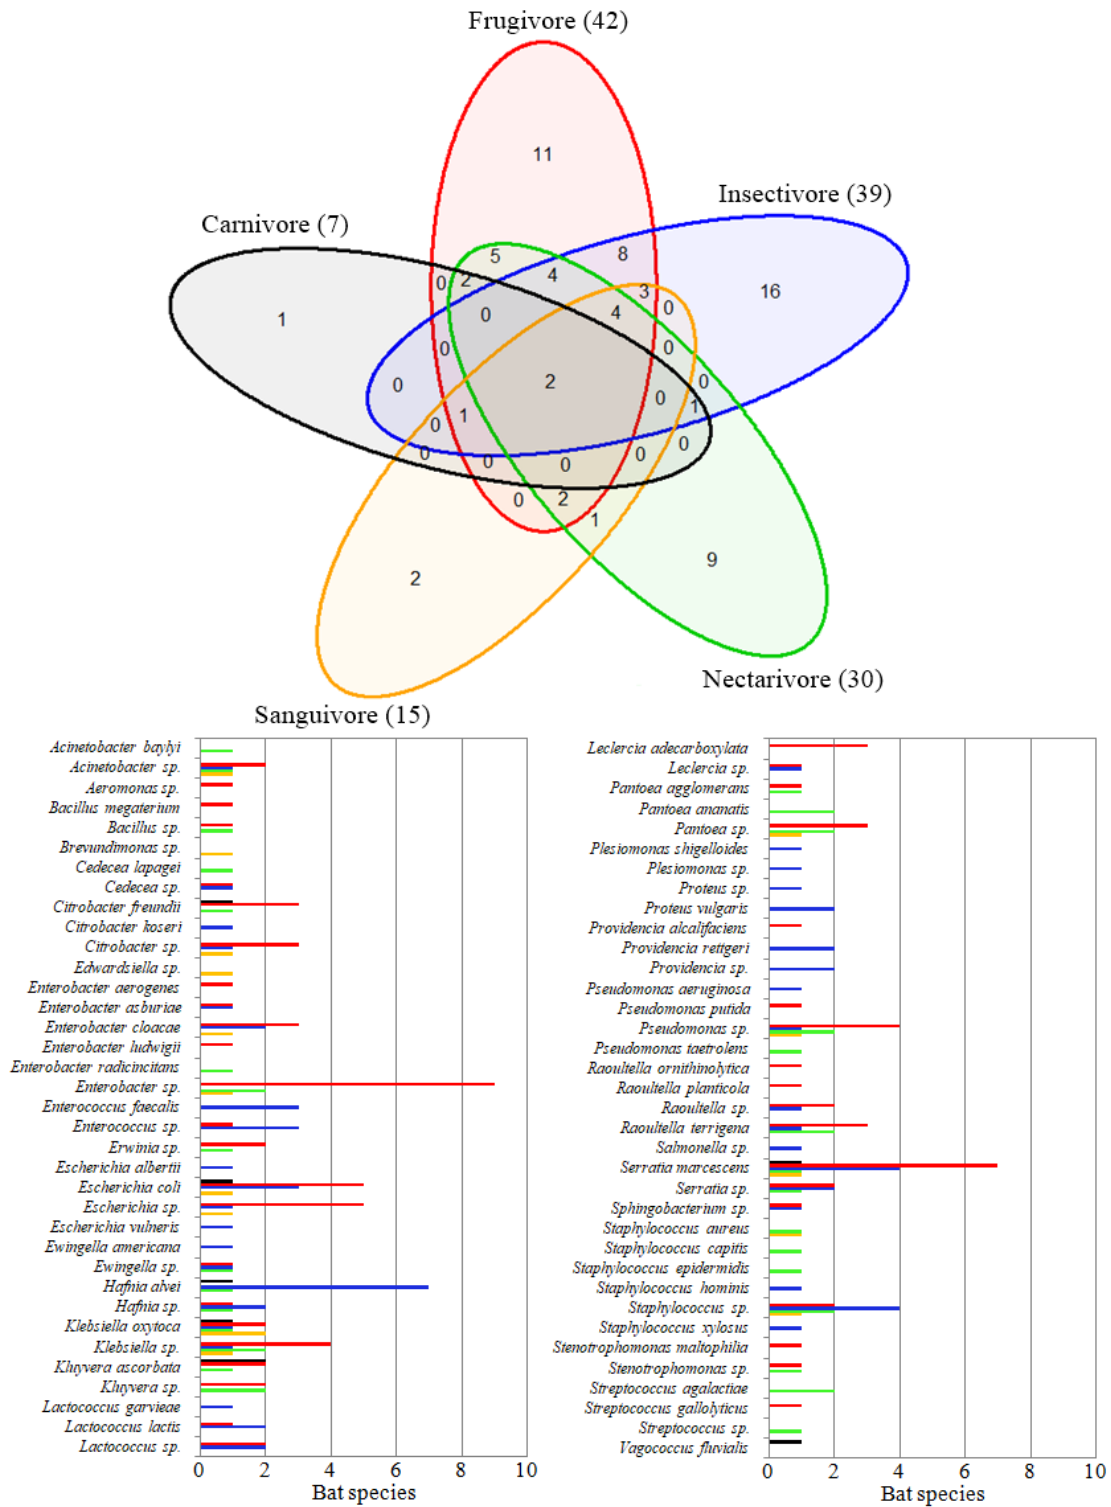 Frugivore (42)
11
Insectivore (39)
Carnivore (7)
5
8
0
2
4
3
0
16
1
0
4
0
0
0
2
0
0
1
0
1
0
0
0
0
0
0
0
2
1
2
9
Nectarivore (30)
Sanguivore (15)
Acinetobacter baylyi
Acinetobacter sp.
Aeromonas sp.
Bacillus megaterium
Bacillus sp.
Brevundimonas sp.
Cedecea lapagei
Cedecea sp.
Citrobacter freundii
Citrobacter koseri
Citrobacter sp.
Edwardsiella sp.
Enterobacter aerogenes
Enterobacter asburiae
Enterobacter cloacae
Enterobacter ludwigii
Enterobacter radicincitans
Enterobacter sp.
Enterococcus faecalis
Enterococcus sp.
Erwinia sp.
Escherichia albertii
Escherichia coli
Escherichia sp.
Escherichia vulneris
Ewingella americana
Ewingella sp.
Hafnia alvei
Hafnia sp.
Klebsiella oxytoca
Klebsiella sp.
Kluyvera ascorbata
Kluyvera sp.
Lactococcus garvieae
Lactococcus lactis
Lactococcus sp.
0 2 4 6 8 10
Bat species
Leclercia adecarboxylata
Leclercia sp.
Pantoea agglomerans
Pantoea ananatis
Pantoea sp.
Plesiomonas shigelloides
Plesiomonas sp.
Proteus sp.
Proteus vulgaris
Providencia alcalifaciens
Providencia rettgeri
Providencia sp.
Pseudomonas aeruginosa
Pseudomonas putida
Pseudomonas sp.
Pseudomonas taetrolens
Raoultella ornithinolytica
Raoultella planticola
Raoultella sp.
Raoultella terrigena
Salmonella sp.
Serratia marcescens
Serratia sp.
Sphingobacterium sp.
Staphylococcus aureus
Staphylococcus capitis
Staphylococcus epidermidis
Staphylococcus hominis
Staphylococcus sp.
Staphylococcus xylosus
Stenotrophomonas maltophilia
Stenotrophomonas sp.
Streptococcus agalactiae
Streptococcus gallolyticus
Streptococcus sp.
Vagococcus fluvialis
0 2 4 6 8 10
Bat species